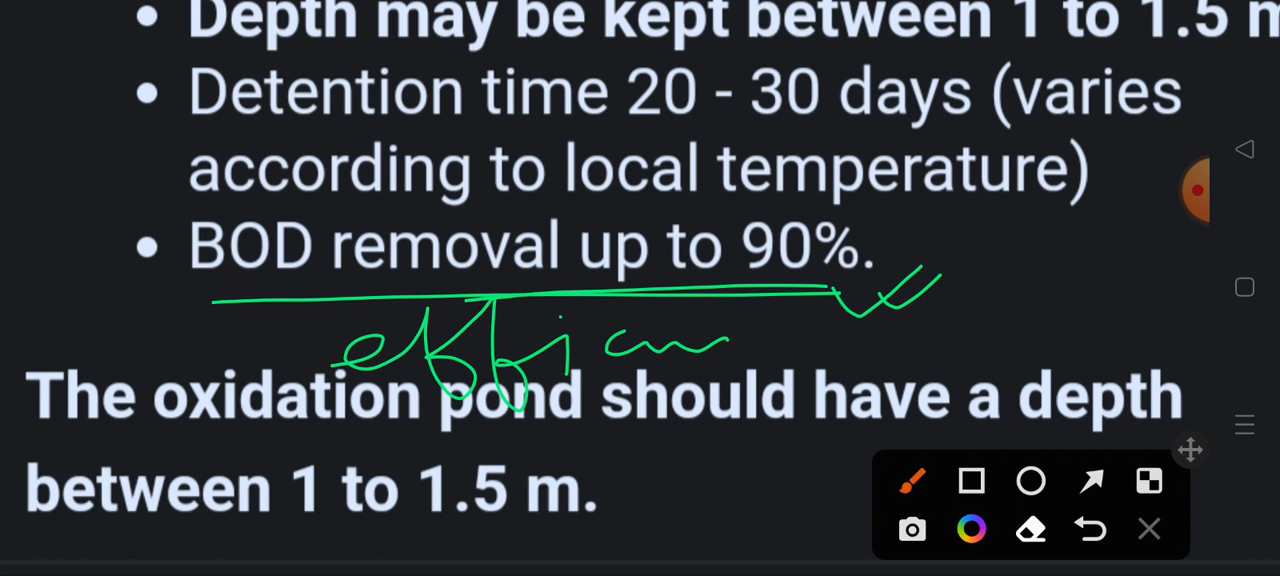 • Depth may be kept between 1 to 1.5 m
• Detention time 20 - 30 days (varies
according to local temperature)
• BOD removal up to 90%.
The oxidation pond should have a depth
between 1 to 1.5 m.